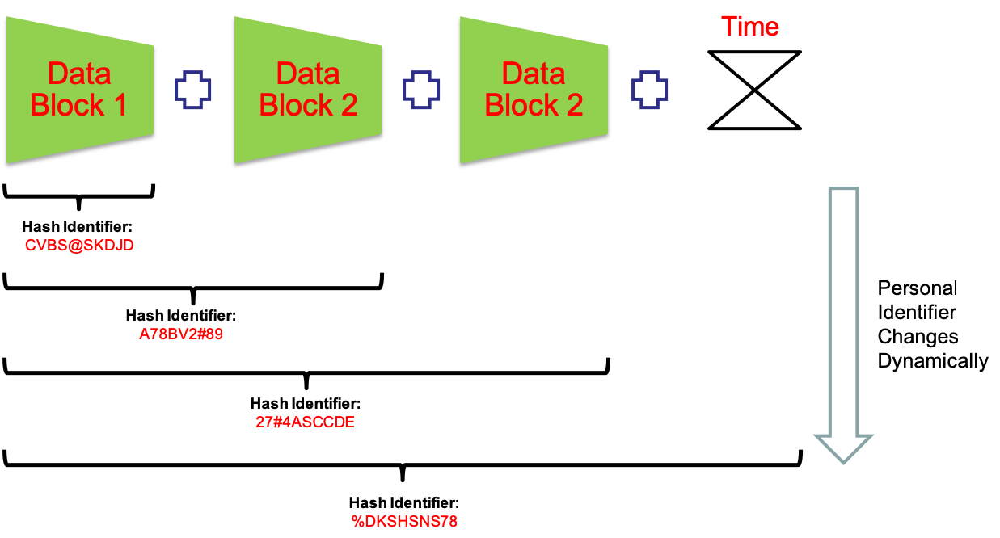 Time
Data
Block 1
Data
Block 2
Data
Block 2
Hash Identifier:
CVBS@SKDJD
Hash Identifier:
A78BV2#89
Hash Identifier:
27#4ASCCDE
Hash Identifier:
%DKSHSNS78
Personal
Identifier
Changes
Dynamically